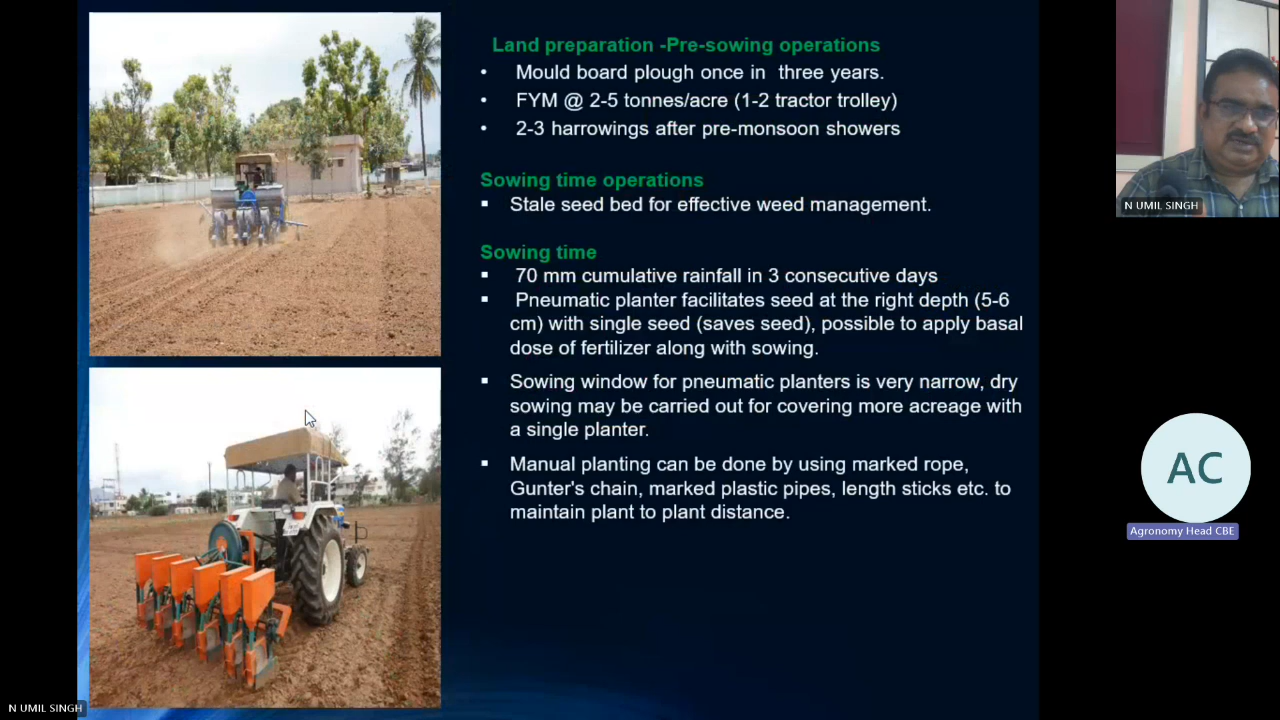 Land preparation -Pre-sowing operations
• Mould board plough once in three years.
• FYM @ 2-5 tonnes/acre (1-2 tractor trolley)
• 2-3 harrowings after pre-monsoon showers
Sowing time operations
▪ Stale seed bed for effective weed management.
Sowing time
▪ 70 mm cumulative rainfall in 3 consecutive days
▪ Pneumatic planter facilitates seed at the right depth (5-6
cm) with single seed (saves seed), possible to apply basal
dose of fertilizer along with sowing.
▪ Sowing window for pneumatic planters is very narrow, dry
sowing may be carried out for covering more acreage with
a single planter.
▪ Manual planting can be done by using marked rope,
Gunter's chain, marked plastic pipes, length sticks etc. to
maintain plant to plant distance.
N UMIL SINGH
AC
Agronomy Head CBE
N UMIL SINGH